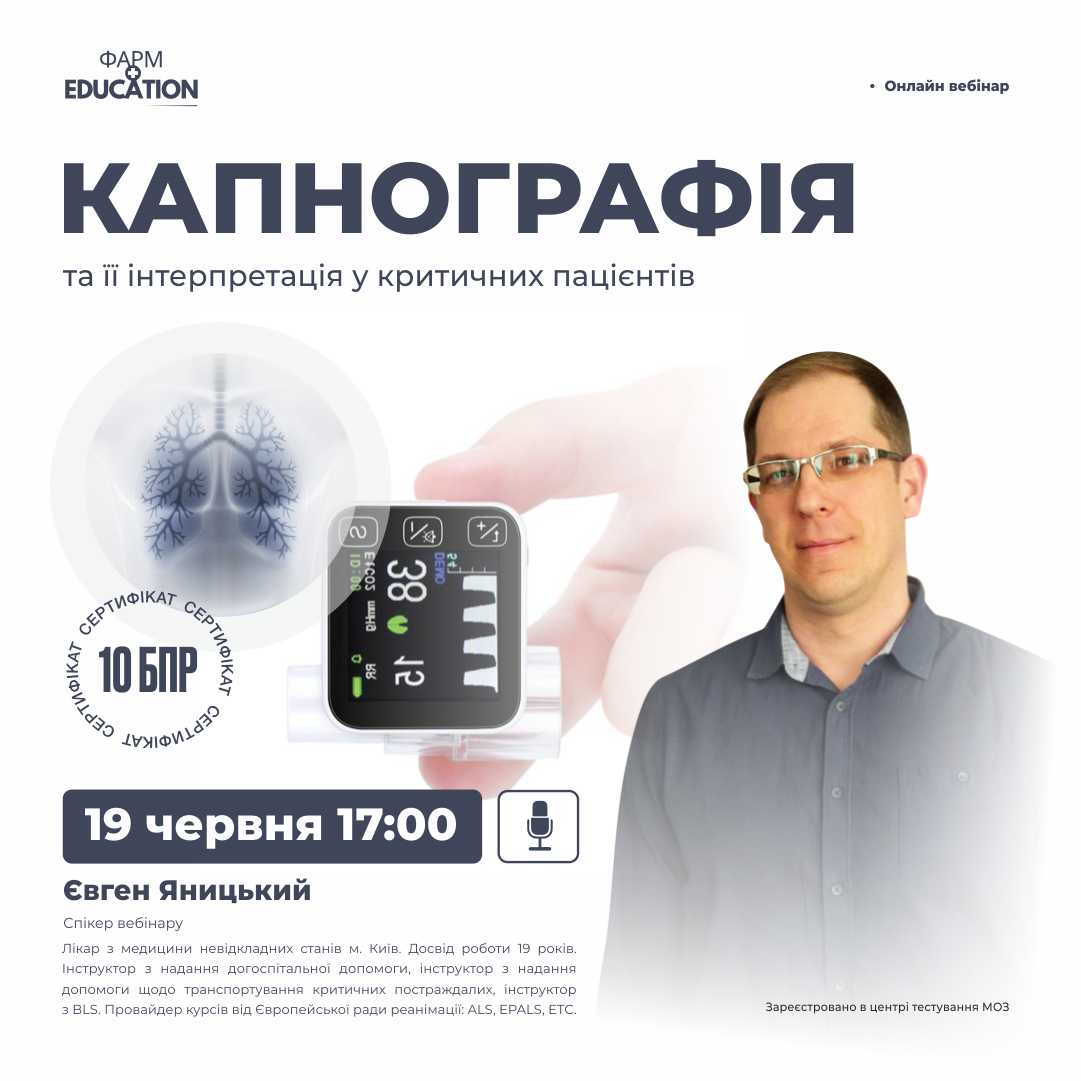 ФАРМ
EDUCATION
• Онлайн вебінар
КАПНОГРАФІЯ
та її інтерпретація у критичних пацієнтів
СЕРТИФІКАТ СЕРТИФІКАТ СЕРТИФІКАТ СЕРТИФІКАТ
10 БПР
S
ID:00
EtCO2 mmHg
38
DEMO
54
RR
15
19 червня 17:00
Євген Яницький
Спікер вебінару
Лікар з медицини невідкладних станів м. Київ. Досвід роботи 19 років.
Інструктор з надання догоспітальної допомоги, інструктор з надання
допомоги щодо транспортування критичних постраждалих, інструктор
з BLS. Провайдер курсів від Європейської ради реанімації: ALS, EPALS, ETC.
Зареєстровано в центрі тестування МОЗ